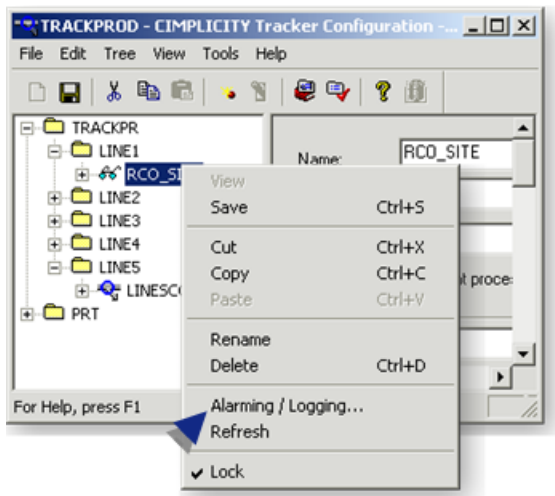 TRACKPROD - CIMPLICITY Tracker Configuration -...
File Edit Tree View Tools Help
TRACKPR
LINE1
RCO_SI
LINE2
LINE3
LINE4
LINE5
LINESC
PRT
Name: RCO_SITE
t proce
View
Save Ctrl+S
Cut Ctrl+X
Copy Ctrl+C
Paste Ctrl+V
Rename
Delete Ctrl+D
Alarming / Logging...
Refresh
Lock
For Help, press F1